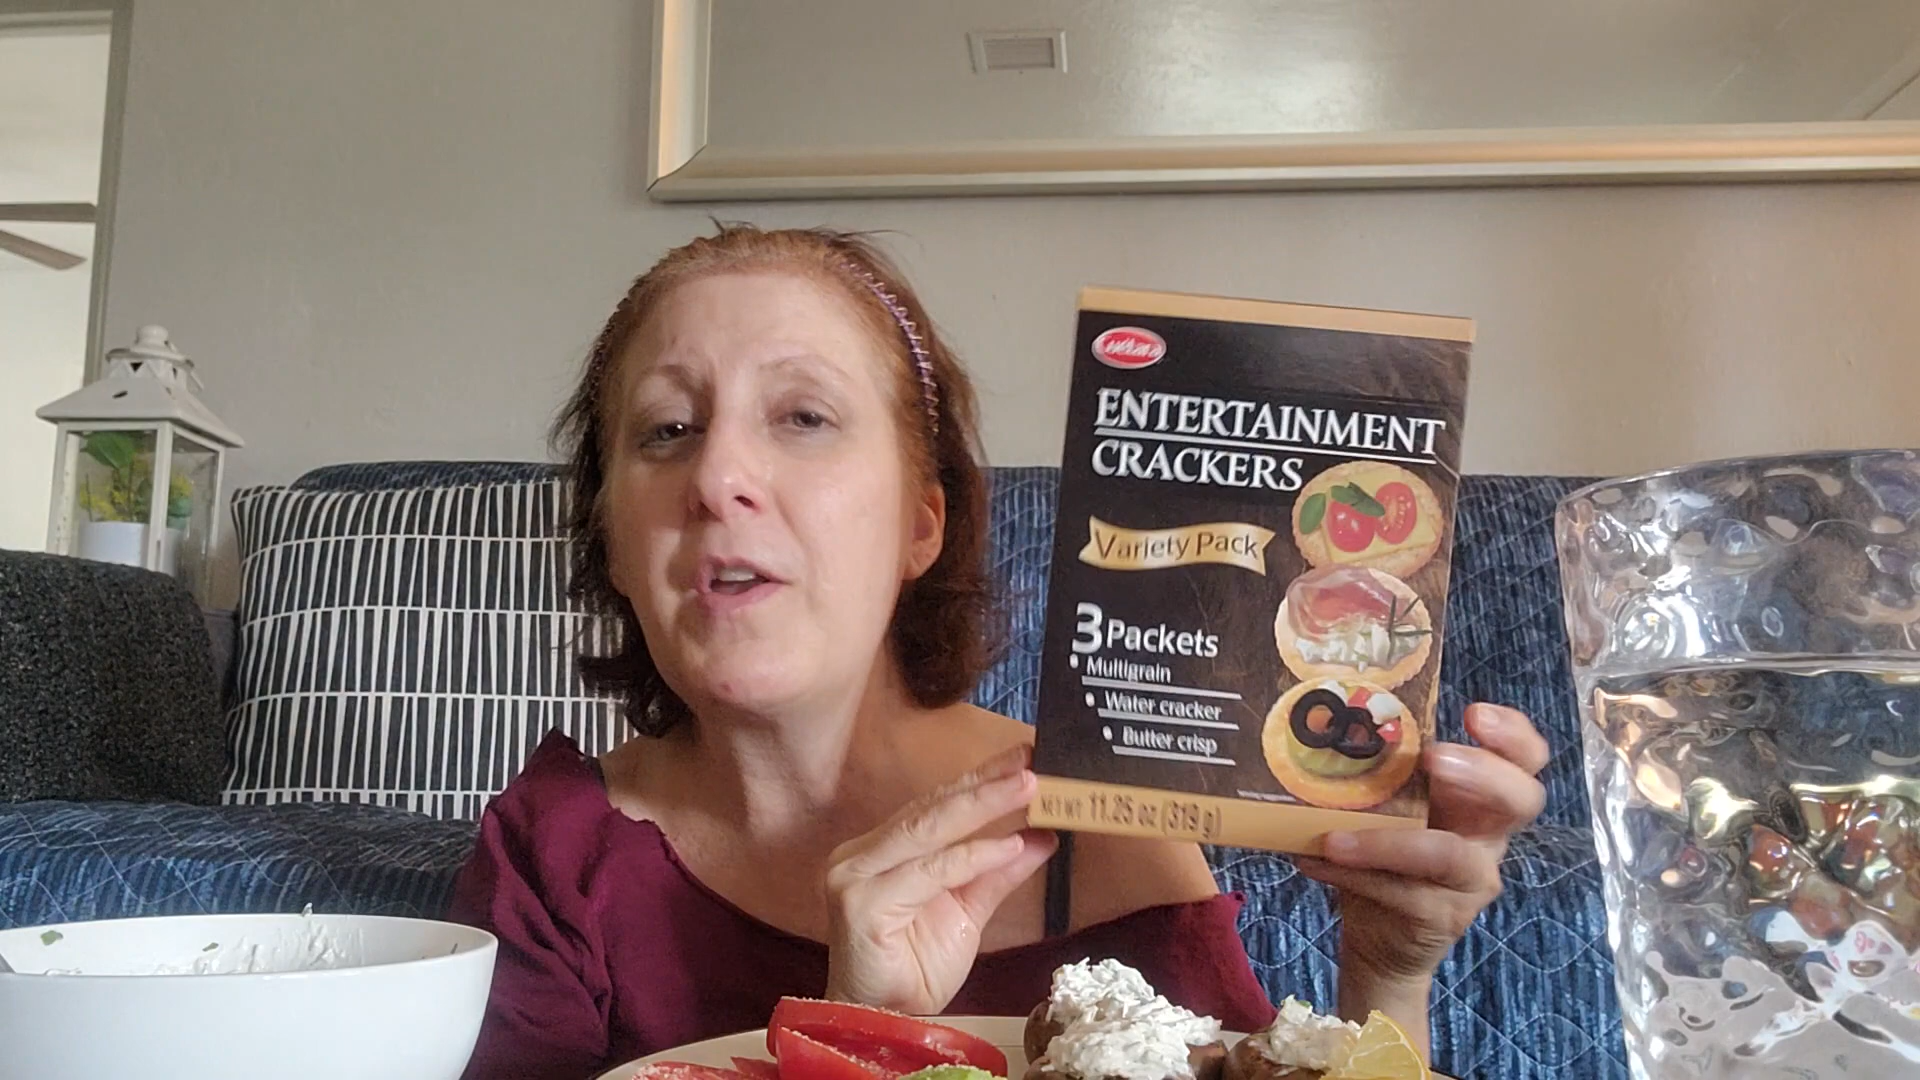 ENTERTAINMENT
CRACKERS
Variety Pack
3 Packets
• Multigrain
• Water cracker
• Butter crisp
NET WT 11.25 oz (319 g)